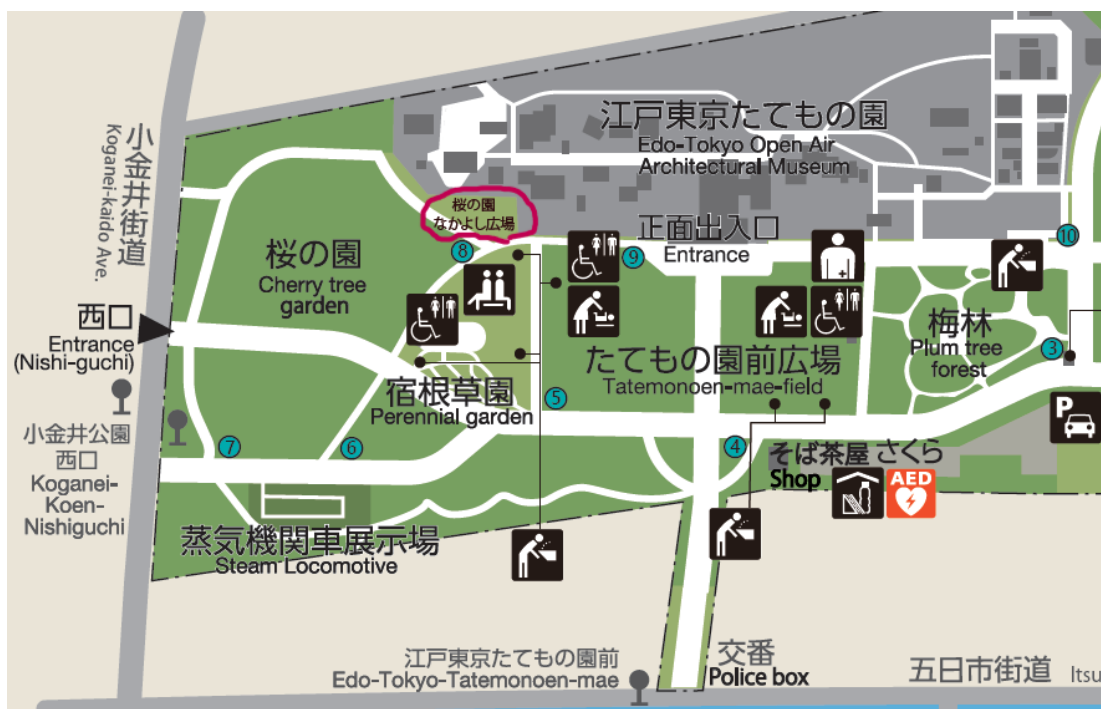 江戸東京たてもの園
Edo-Tokyo Open Air
Architectural Museum
小金井街道
Koganei-kaido Ave.
桜の園
なかよし広場
正面出入口
Entrance
桜の園
Cherry tree
garden
8
9
10
西口
Entrance
(Nishi-guchi)
梅林
Plum tree
forest
3
たてもの園前広場
Tatemonoen-mae-field
宿根草園
Perennial garden
5
P
小金井公園
西口
Koganei-
Koen-
Nishiguchi
7
6
4
そば茶屋 さくら
Shop
AED
蒸気機関車展示場
Steam Locomotive
江戸東京たてもの園前
Edo-Tokyo-Tatemonoen-mae
交番
Police box
五日市街道 Itsu